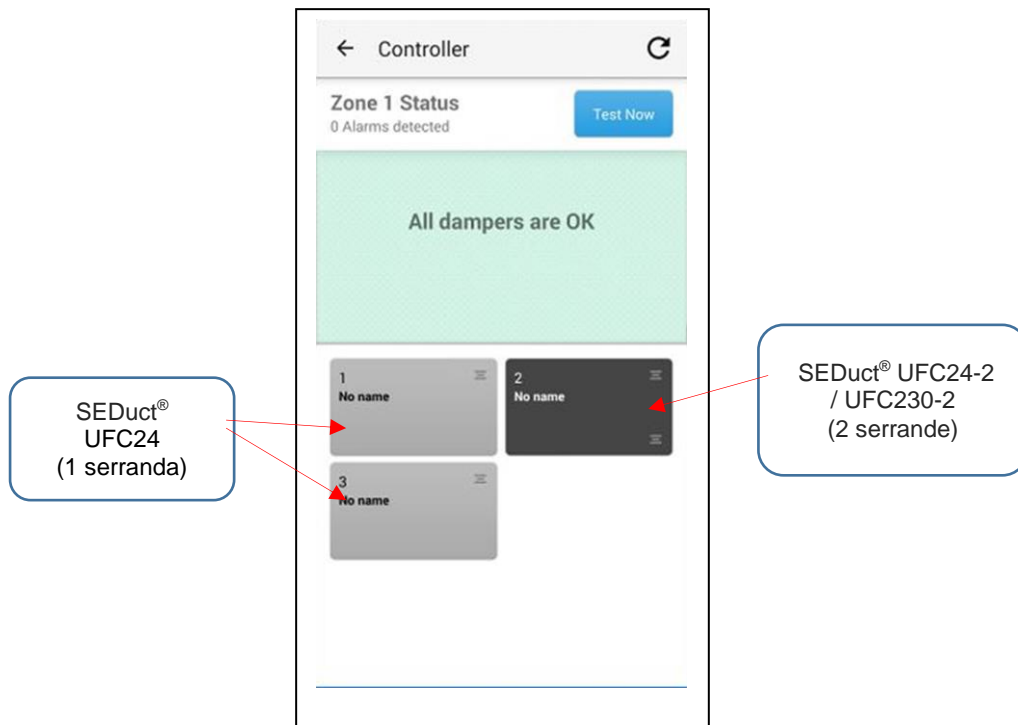 ← Controller
Zone 1 Status
0 Alarms detected
Test Now
All dampers are OK
1
No name
2
No name
3
No name
SEDuct®
UFC24
(1 serranda)
SEDuct® UFC24-2
/ UFC230-2
(2 serrande)